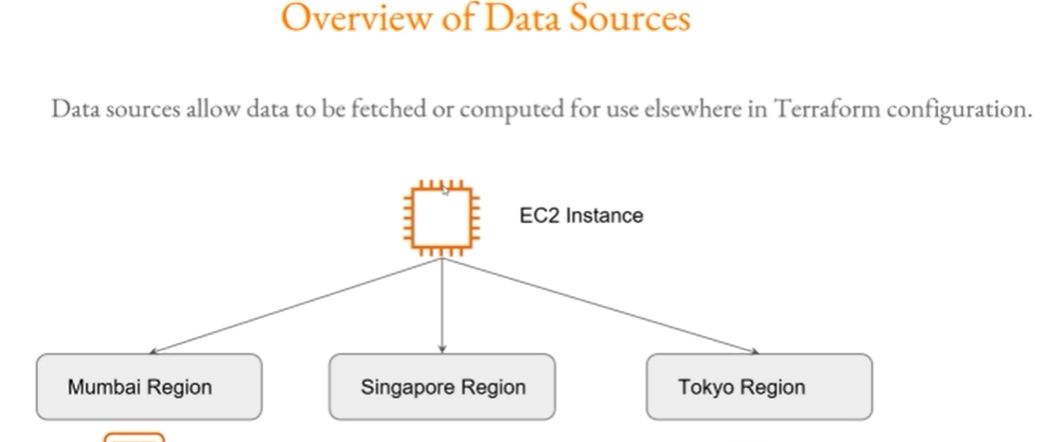 Overview of Data Sources
Data sources allow data to be fetched or computed for use elsewhere in Terraform configuration.
EC2 Instance
Mumbai Region
Singapore Region
Tokyo Region